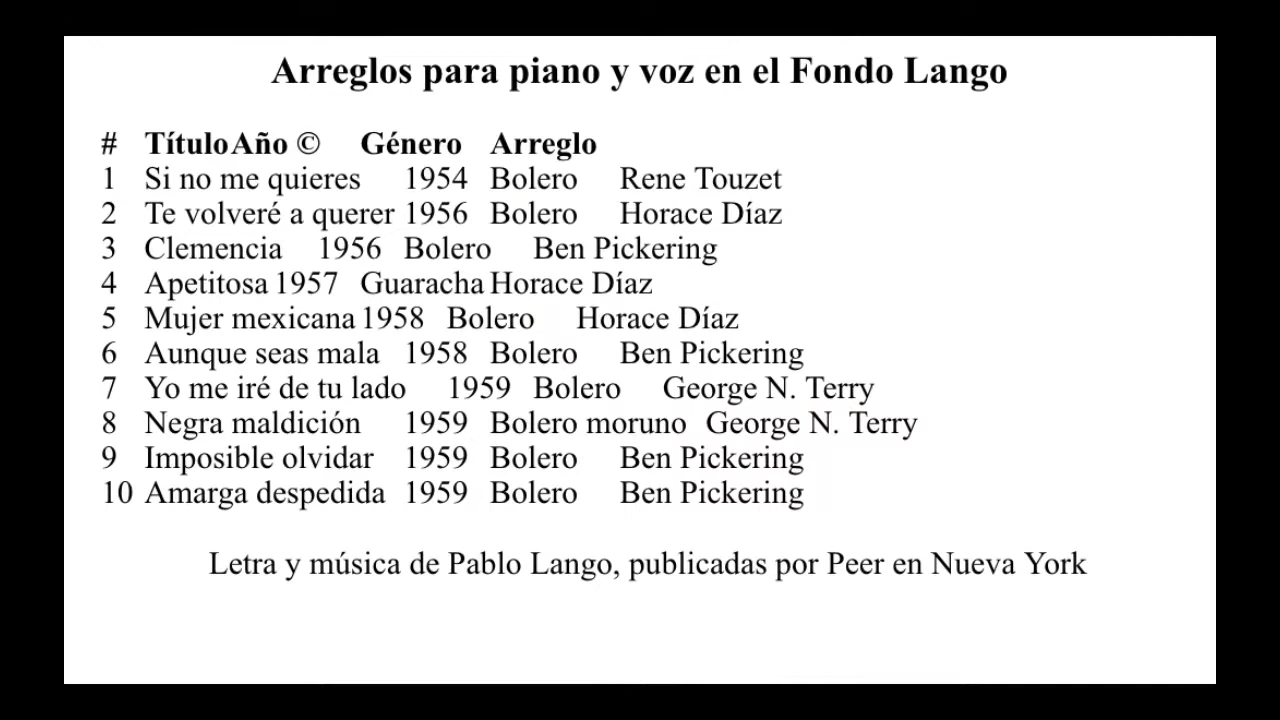 Arreglos para piano y voz en el Fondo Lango
# Título Año © Género Arreglo
1 Si no me quieres 1954 Bolero Rene Touzet
2 Te volveré a querer 1956 Bolero Horace Díaz
3 Clemencia 1956 Bolero Ben Pickering
4 Apetitosa 1957 Guaracha Horace Díaz
5 Mujer mexicana 1958 Bolero Horace Díaz
6 Aunque seas mala 1958 Bolero Ben Pickering
7 Yo me iré de tu lado 1959 Bolero George N. Terry
8 Negra maldición 1959 Bolero moruno George N. Terry
9 Imposible olvidar 1959 Bolero Ben Pickering
10 Amarga despedida 1959 Bolero Ben Pickering
Letra y música de Pablo Lango, publicadas por Peer en Nueva York